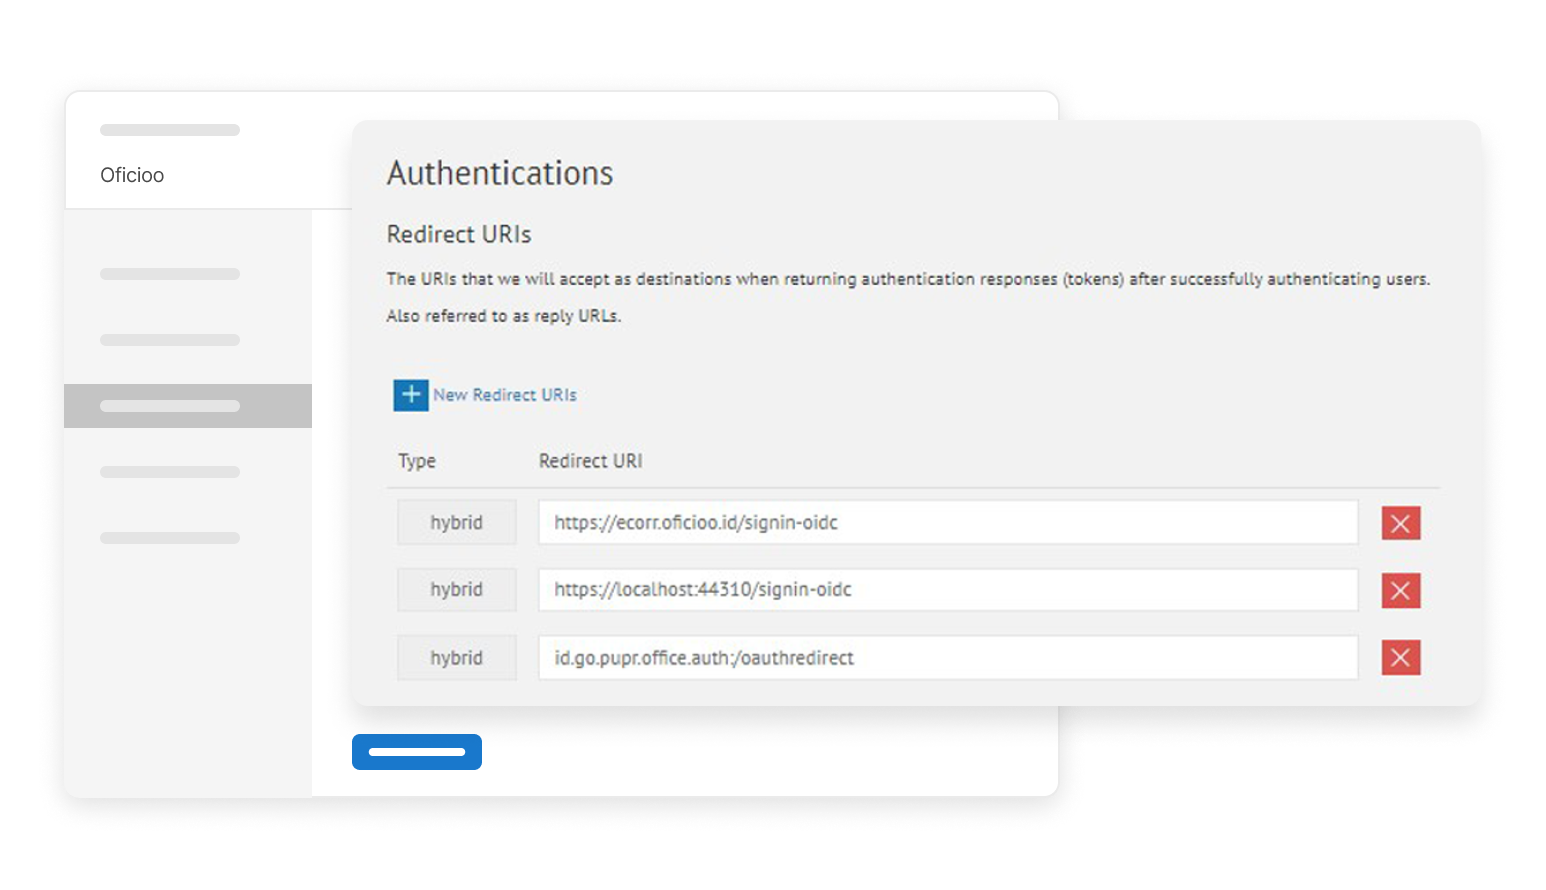 Oficioo
Authentications
Redirect URIs
The URIs that we will accept as destinations when returning authentication responses (tokens) after successfully authenticating users.
Also referred to as reply URLs.
New Redirect URIs
Type Redirect URI
hybrid https://ecorr.oficioo.id/signin-oidc
hybrid https://localhost:44310/signin-oidc
hybrid id.go.pupr.office.auth:/oauthredirect